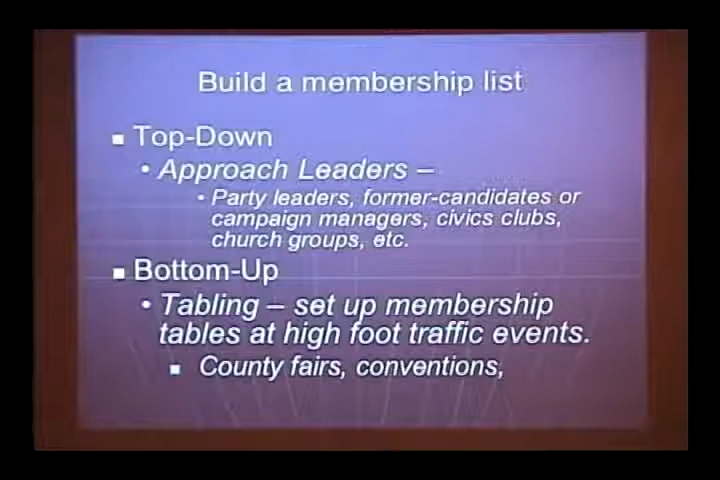 Build a membership list
▪ Top-Down
• Approach Leaders –
• Party leaders, former-candidates or
campaign managers, civics clubs,
church groups, etc.
▪ Bottom-Up
• Tabling – set up membership
tables at high foot traffic events.
▪ County fairs, conventions,